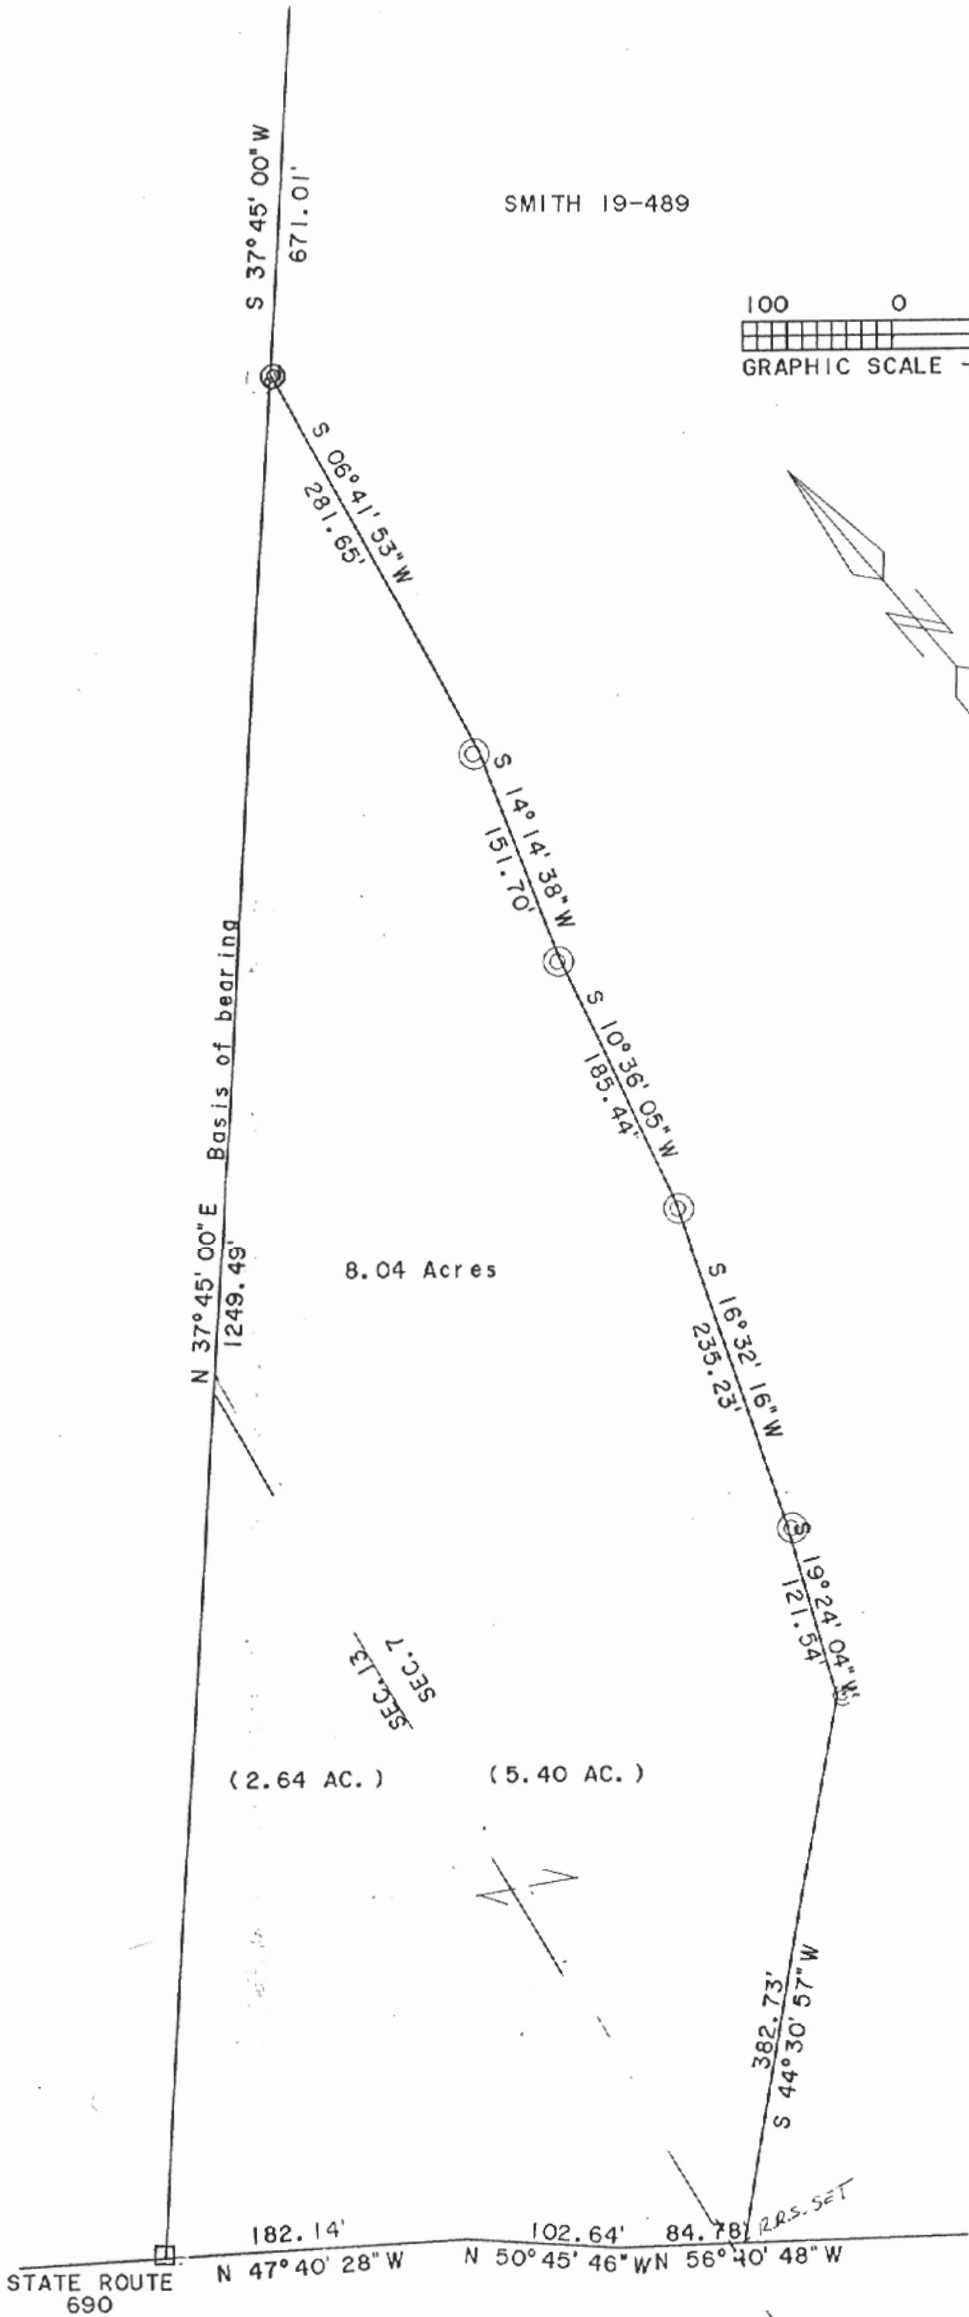 S 37° 45' 00" W
671.01'
SMITH 19-489
100 0
GRAPHIC SCALE -
S 06° 41' 53" W
281.65'
S 14° 14' 38" W
151.70'
Basis of bearing
S 10° 36' 05" W
185.44'
N 37° 45' 00" E
1249.49'
8.04 Acres
S 16° 32' 16" W
235.23'
S 19° 24' 04" W
121.54'
SEC. 13
SEC. 7
(2.64 AC.) (5.40 AC.)
N
382.73'
S 44° 30' 57" W
R.R.S. SET
182.14' 102.64' 84.78'
N 47° 40' 28" W N 50° 45' 46" W N 56° 10' 48" W
STATE ROUTE
690